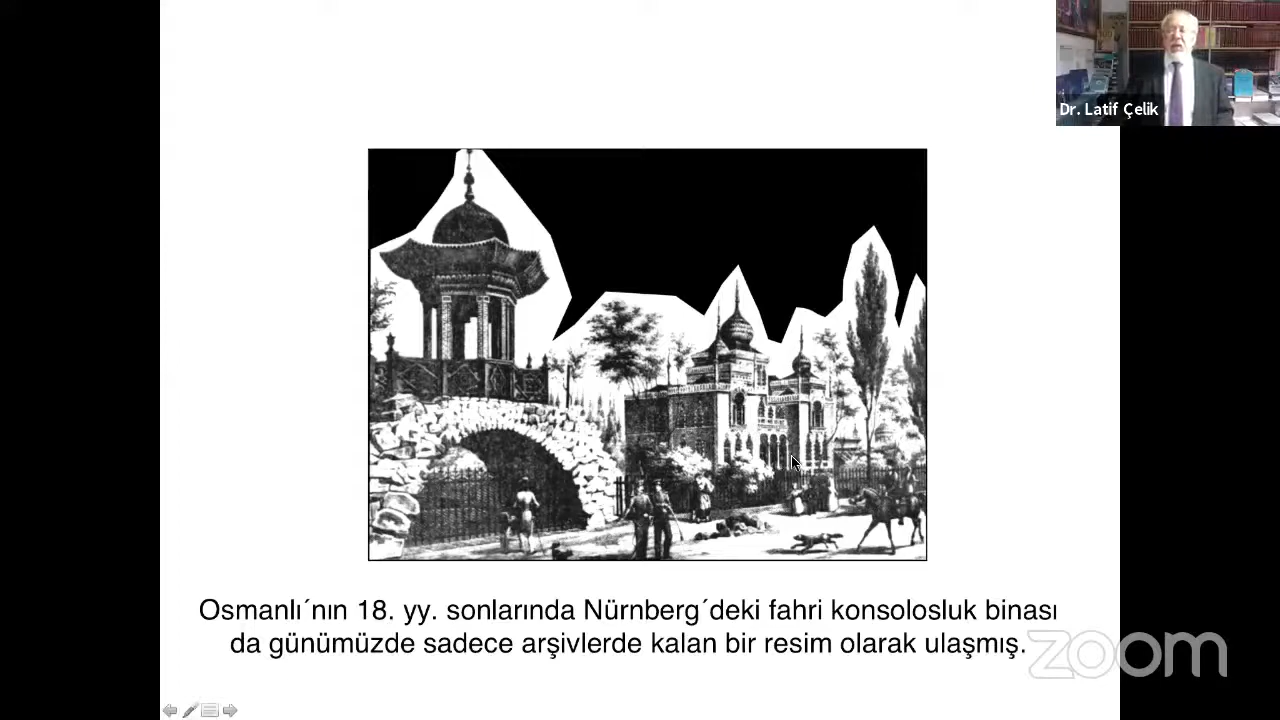 Dr. Latif Çelik
Osmanlı´nın 18. yy. sonlarında Nürnberg´deki fahri konsolosluk binası
da günümüzde sadece arşivlerde kalan bir resim olarak ulaşmış.
zoom